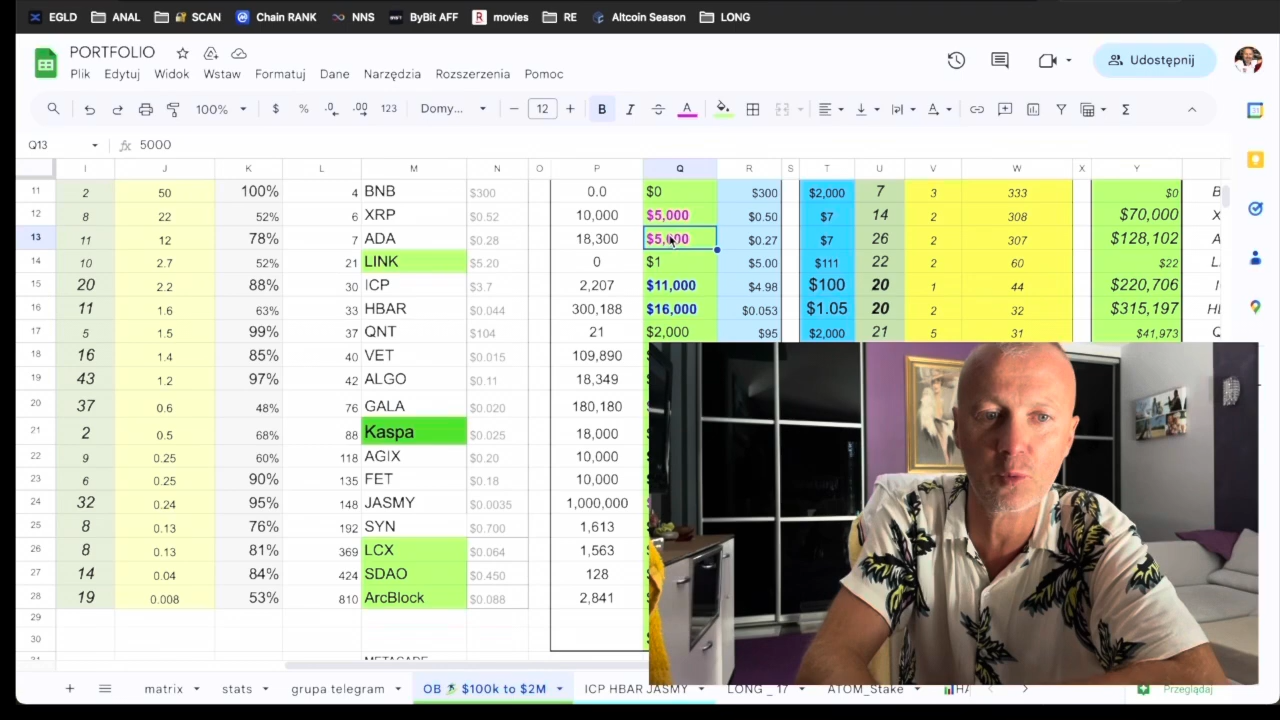 EGLD ANAL SCAN Chain RANK NNS ByBit AFF movies RE Altcoin Season LONG
PORTFOLIO
Plik Edytuj Widok Wstaw Formatuj Dane Narzędzia Rozszerzenia Pomoc
Udostępnij
100% $ % .0 .00 123 Domy... − 12 + B I A Σ
Q13 fx 5000
I J K L M N O P Q R S T U V W X Y
11 2 50 100% 4 BNB $300 0.0 $0 $300 $2,000 7 3 333 $0
12 8 22 52% 6 XRP $0.52 10,000 $5,000 $0.50 $7 14 2 308 $70,000
13 11 12 78% 7 ADA $0.28 18,300 $5,000 $0.27 $7 26 2 307 $128,102
14 10 2.7 52% 21 LINK $5.20 0 $1 $5.00 $111 22 2 60 $22
15 20 2.2 88% 30 ICP $3.7 2,207 $11,000 $4.98 $100 20 1 44 $220,706
16 11 1.6 63% 33 HBAR $0.044 300,188 $16,000 $0.053 $1.05 20 2 32 $315,197
17 5 1.5 99% 37 QNT $104 21 $2,000 $95 $2,000 21 5 31 $41,973
18 16 1.4 85% 40 VET $0.015 109,890
19 43 1.2 97% 42 ALGO $0.11 18,349
20 37 0.6 48% 76 GALA $0.020 180,180
21 2 0.5 68% 88 Kaspa $0.025 18,000
22 9 0.25 60% 118 AGIX $0.20 10,000
23 6 0.25 90% 135 FET $0.18 10,000
24 32 0.24 95% 148 JASMY $0.0035 1,000,000
25 8 0.13 76% 192 SYN $0.700 1,613
26 8 0.13 81% 369 LCX $0.064 1,563
27 14 0.04 84% 424 SDAO $0.450 128
28 19 0.008 53% 810 ArcBlock $0.088 2,841
29
30
METACADE
+ matrix stats grupa telegram OB $100k to $2M ICP HBAR JASMY LONG _ 17 ATOM_Stake Przeglądaj